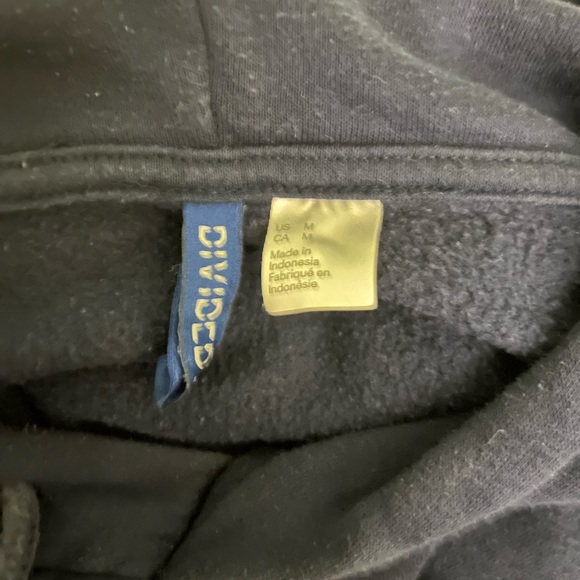 DIVIDED
US M
CA M
Made in
Indonesia
Fabriqué en
Indonésie